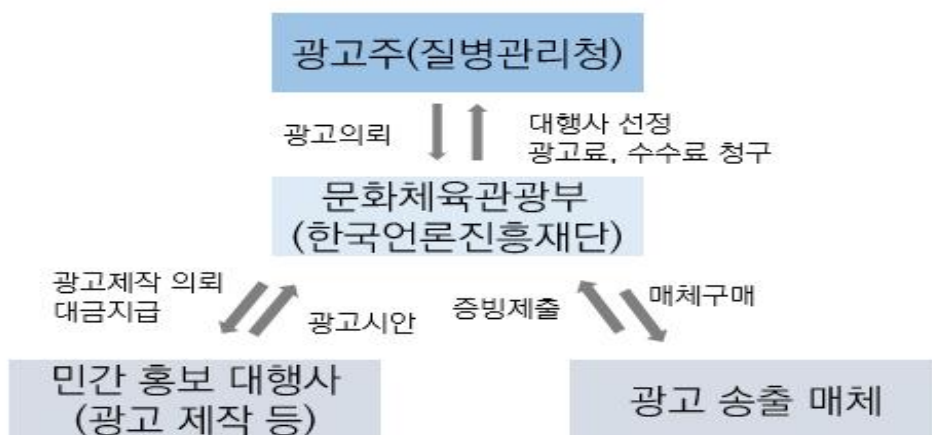 광고주(질병관리청)
광고의뢰
대행사 선정
광고료, 수수료 청구
문화체육관광부
(한국언론진흥재단)
광고제작 의뢰
대금지급
광고시안
증빙제출
매체구매
민간 홍보 대행사
(광고 제작 등)
광고 송출 매체